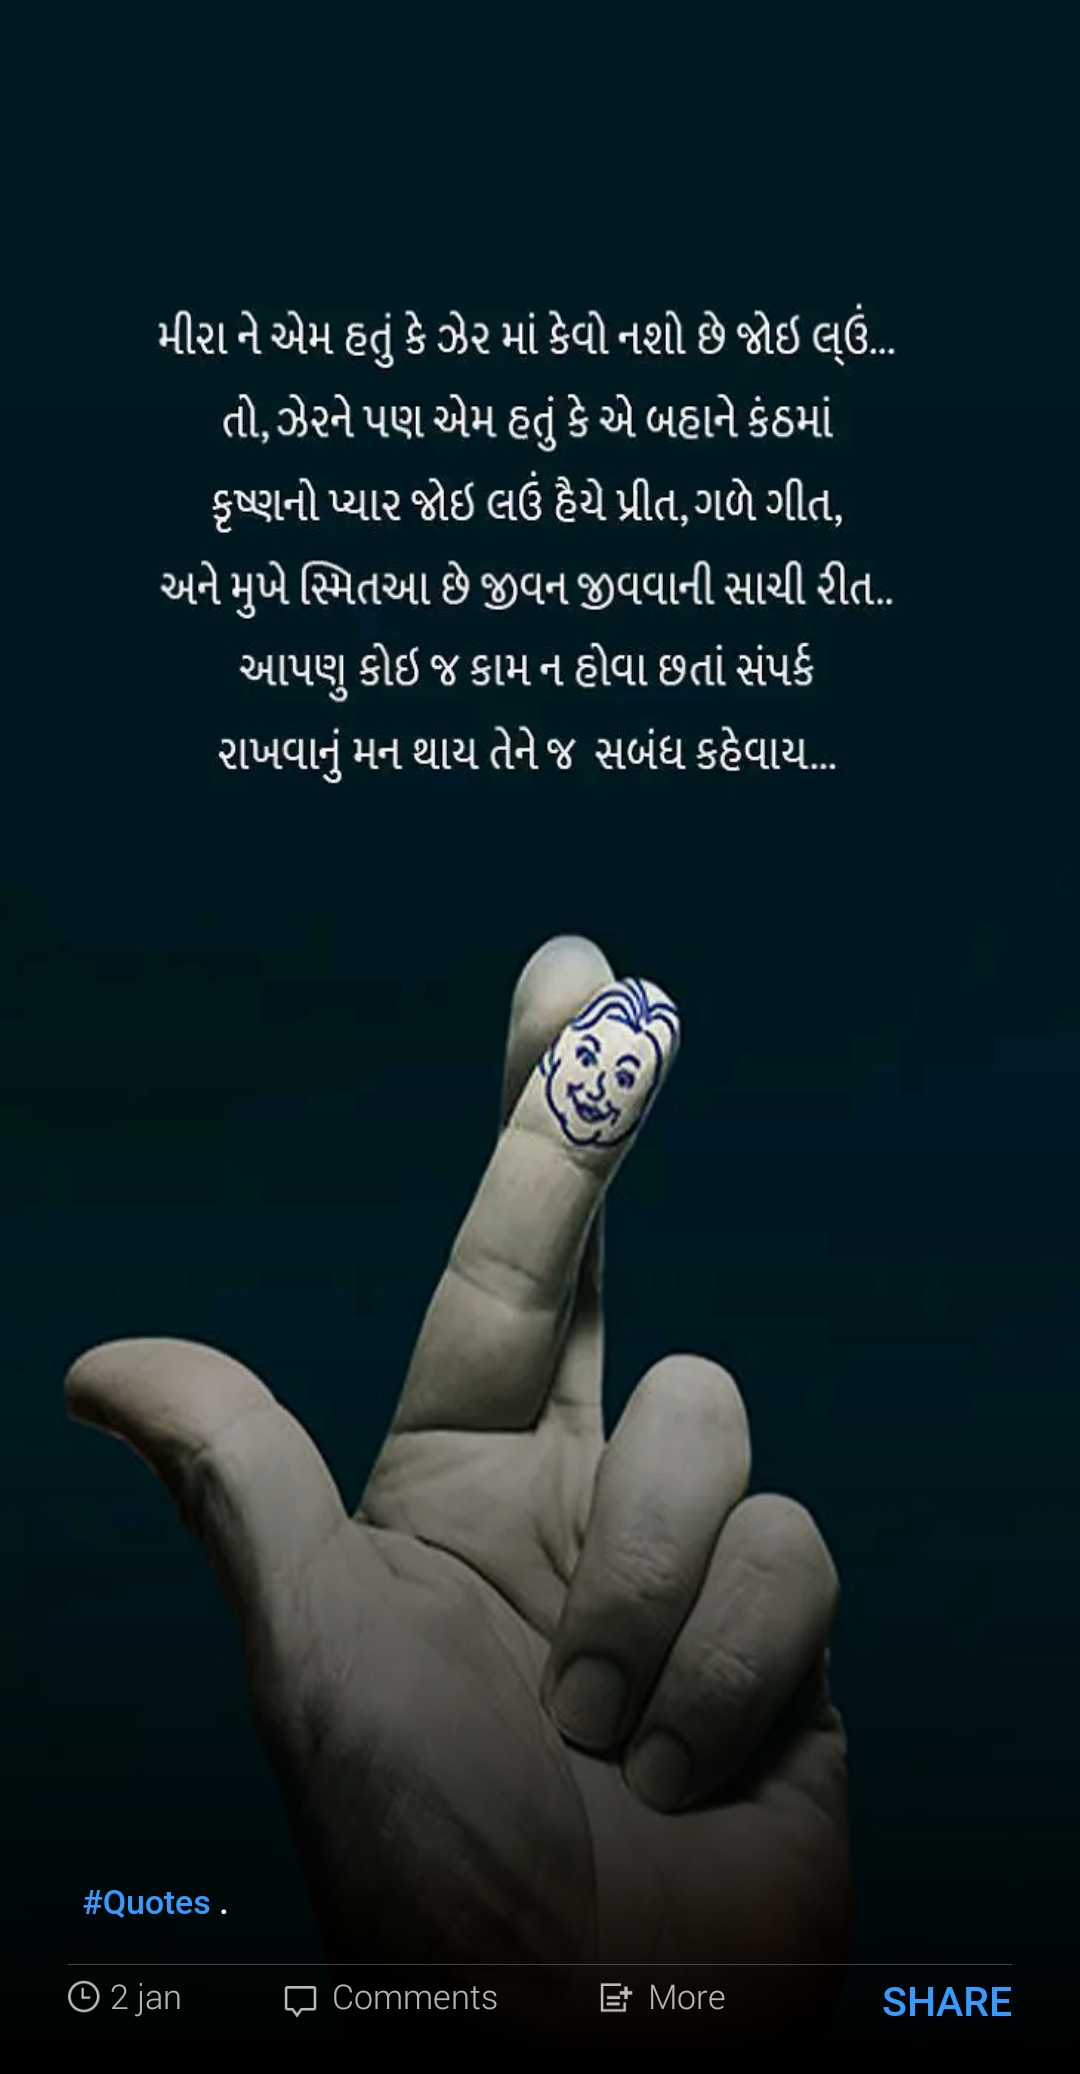 મીરા ને એમ હતું કે ઝેર માં કેવો નશો છે જોઇ લ્ઉં...
તો, ઝેરને પણ એમ હતું કે એ બહાને કંઠમાં
કૃષ્ણનો પ્યાર જોઇ લઉં હૈયે પ્રીત, ગળે ગીત,
અને મુખે સ્મિતઆ છે જીવન જીવવાની સાચી રીત..
આપણુ કોઇ જ કામ ન હોવા છતાં સંપર્ક
રાખવાનું મન થાય તેને જ સબંધ કહેવાય...
#Quotes .
2 jan Comments More SHARE